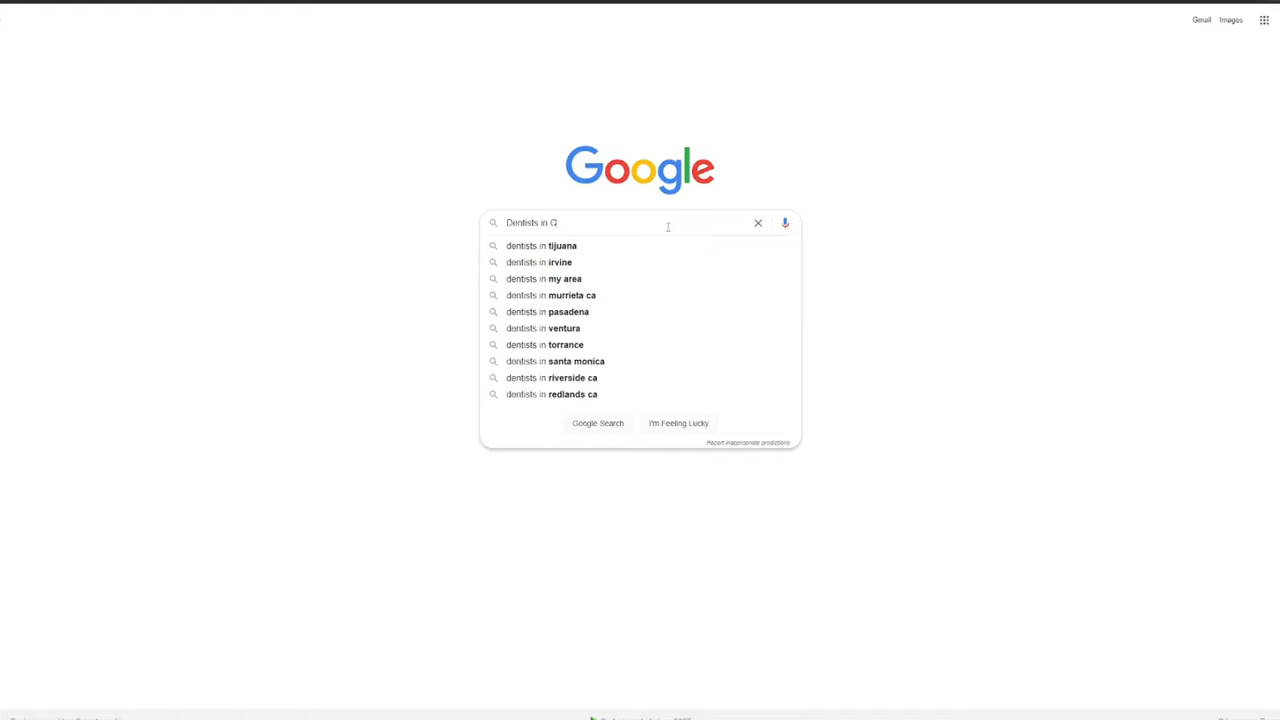 Gmail Images
Google
Dentists in C
dentists in tijuana
dentists in irvine
dentists in my area
dentists in murrieta ca
dentists in pasadena
dentists in ventura
dentists in torrance
dentists in santa monica
dentists in riverside ca
dentists in redlands ca
Google Search I'm Feeling Lucky
Report inappropriate predictions